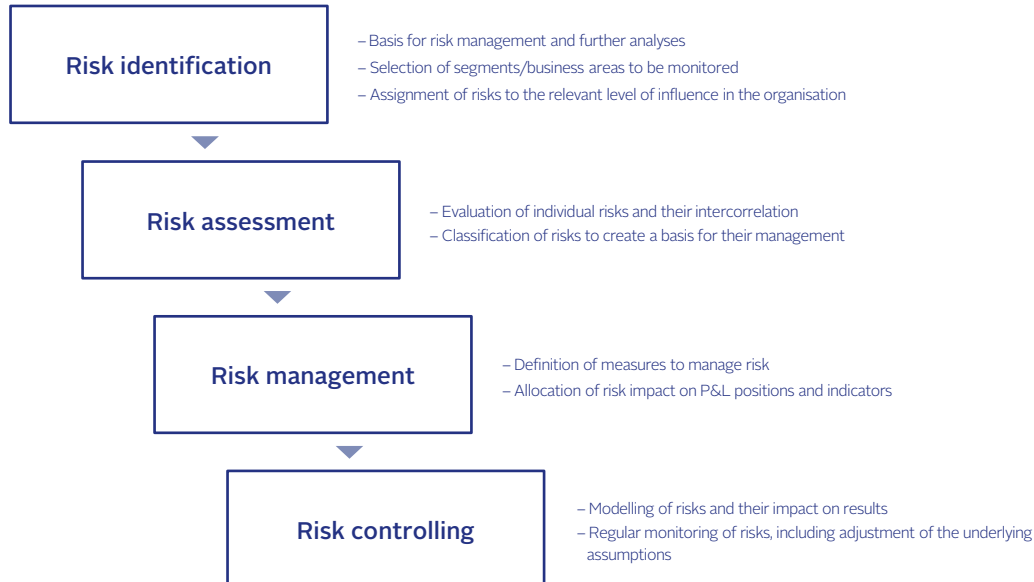 Risk identification
– Basis for risk management and further analyses
– Selection of segments/business areas to be monitored
– Assignment of risks to the relevant level of influence in the organisation
Risk assessment
– Evaluation of individual risks and their intercorrelation
– Classification of risks to create a basis for their management
Risk management
– Definition of measures to manage risk
– Allocation of risk impact on P&L positions and indicators
Risk controlling
– Modelling of risks and their impact on results
– Regular monitoring of risks, including adjustment of the underlying
assumptions